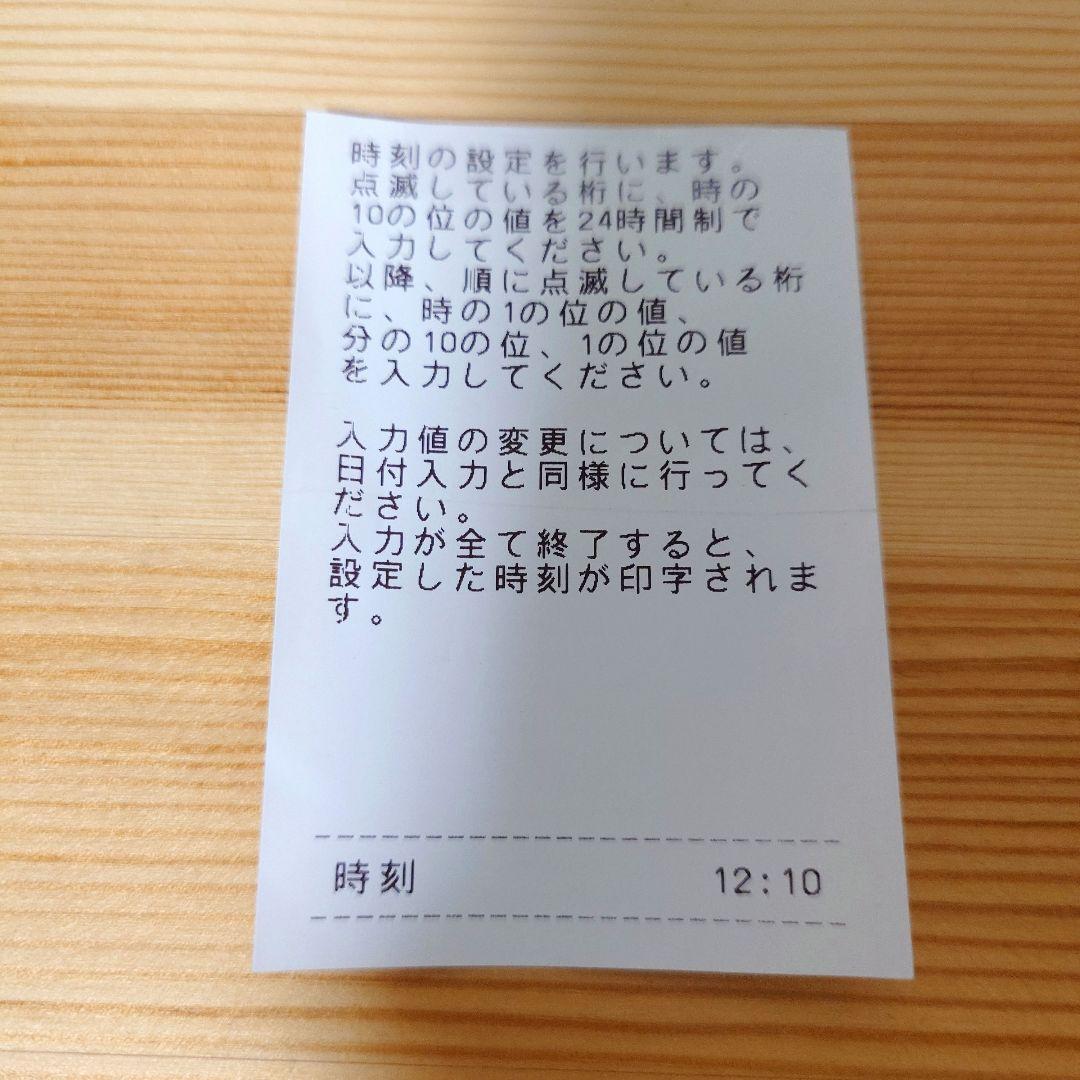 時刻の設定を行います。
点滅している桁に、時の
10の位の値を24時間制で
入力してください。
以降、順に点滅している桁
に、時の1の位の値、
分の10の位、1の位の値
を入力してください。
入力値の変更については、
日付入力と同様に行ってく
ださい。
入力が全て終了すると、
設定した時刻が印字されま
す。
時刻 12:10